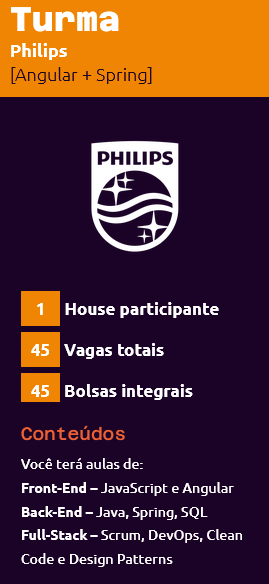 Turma
Philips
[Angular + Spring]
PHILIPS
1 House participante
45 Vagas totais
45 Bolsas integrais
Conteúdos
Você terá aulas de:
Front-End – JavaScript e Angular
Back-End – Java, Spring, SQL
Full-Stack – Scrum, DevOps, Clean
Code e Design Patterns